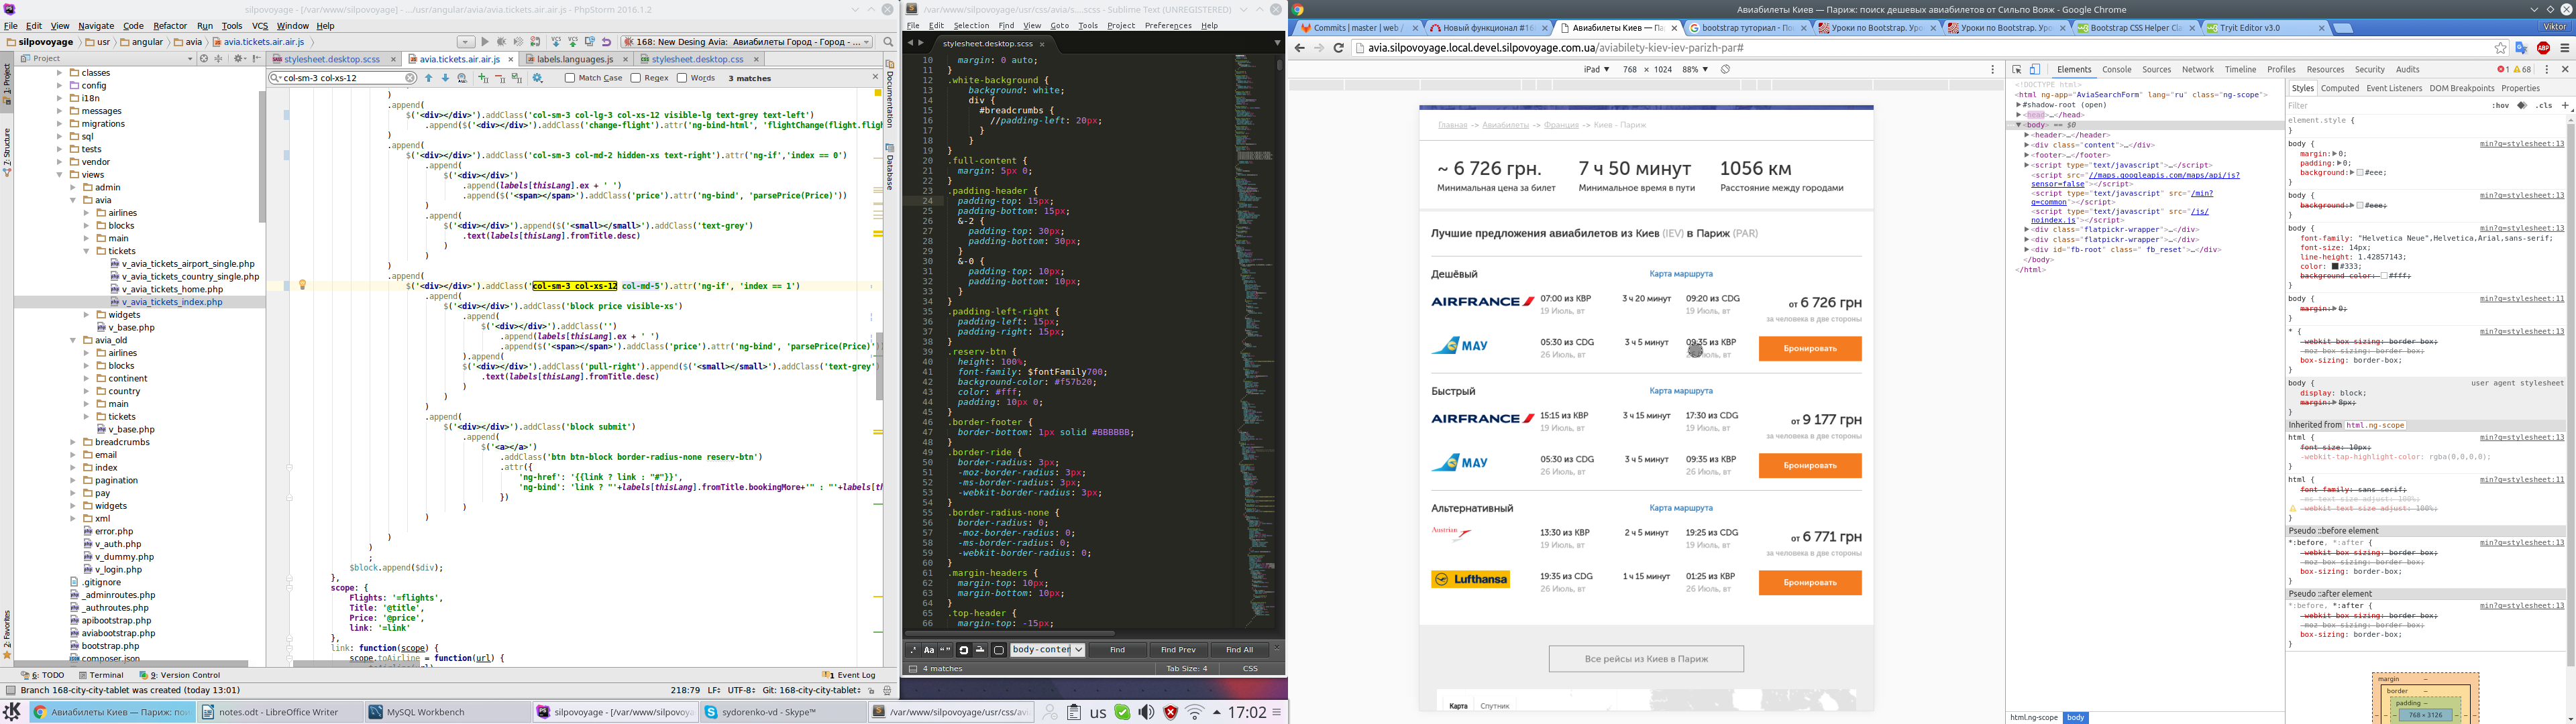 silpovoyage - [/var/www/silpovoyage] - .../usr/angular/avia/avia.tickets.air.air.js - PhpStorm 2016.1.2
File Edit View Navigate Code Refactor Run Tools VCS Window Help
silpovoyage usr angular avia avia.tickets.air.air.js
168: New Desing Avia: Авиабилеты Город - Город - ...
Project
stylesheet.desktop.scss avia.tickets.air.air.js labels.languages.js stylesheet.desktop.css
col-sm-3 col-xs-12
Match Case Regex Words 3 matches
classes
config
i18n
messages
migrations
sql
tests
vendor
views
admin
avia
airlines
blocks
main
tickets
v_avia_tickets_airport_single.php
v_avia_tickets_country_single.php
v_avia_tickets_home.php
v_avia_tickets_index.php
widgets
v_base.php
avia_old
airlines
blocks
continent
country
main
tickets
v_base.php
breadcrumbs
email
index
pagination
pay
widgets
xml
error.php
v_auth.php
v_dummy.php
v_login.php
.gitignore
_adminroutes.php
_authroutes.php
apibootstrap.php
aviabootstrap.php
bootstrap.php
composer.json
)
.append(
$('<div></div>').addClass('col-sm-3 col-lg-3 col-xs-12 visible-lg text-grey text-left')
.append($('<div></div>').addClass('change-flight').attr('ng-bind-html', 'flightChange(flight.fligh
)
.append(
$('<div></div>').addClass('col-sm-3 col-md-2 hidden-xs text-right').attr('ng-if','index == 0')
.append(
$('<div></div>')
.append(labels[thisLang].ex + ' ')
.append($('<span></span>').addClass('price').attr('ng-bind', 'parsePrice(Price)'))
)
.append(
$('<div></div>').append($('<small></small>').addClass('text-grey')
.text(labels[thisLang].fromTitle.desc)
)
)
)
.append(
$('<div></div>').addClass('col-sm-3 col-xs-12 col-md-5').attr('ng-if', 'index == 1')
.append(
$('<div></div>').addClass('block price visible-xs')
.append(
$('<div></div>').addClass('')
.append(labels[thisLang].ex + ' ')
.append($('<span></span>').addClass('price').attr('ng-bind', 'parsePrice(Price)'))
).append(
$('<div></div>').addClass('pull-right').append($('<small></small>').addClass('text-grey')
.text(labels[thisLang].fromTitle.desc)
)
)
)
.append(
$('<div></div>').addClass('block submit')
.append(
$('<a></a>')
.addClass('btn btn-block border-radius-none reserv-btn')
.attr({
'ng-href': '{{link ? link : "#"}}',
'ng-bind': 'link ? "'+labels[thisLang].fromTitle.bookingMore+'" : "'+labels[th
})
)
)
)
)
;
$block.append($div);
},
scope: {
Flights: '=flights',
Title: '@title',
Price: '@price',
link: '=link'
},
link: function(scope) {
scope.toAirline = function(url) {
6: TODO Terminal 9: Version Control 1 Event Log
Branch 168-city-city-tablet was created (today 13:01) 218:79 LF÷ UTF-8÷ Git: 168-city-city-tablet÷
/var/www/silpovoyage/usr/css/avia/s....scss - Sublime Text (UNREGISTERED)
File Edit Selection Find View Goto Tools Project Preferences Help
stylesheet.desktop.scss
10 margin: 0 auto;
11 }
12 .white-background {
13 background: white;
14 div {
15 #breadcrumbs {
16 //padding-left: 20px;
17 }
18 }
19 }
20 .full-content {
21 margin: 5px 0;
22 }
23 .padding-header {
24 padding-top: 15px;
25 padding-bottom: 15px;
26 &-2 {
27 padding-top: 30px;
28 padding-bottom: 30px;
29 }
30 &-0 {
31 padding-top: 10px;
32 padding-bottom: 10px;
33 }
34 }
35 .padding-left-right {
36 padding-left: 15px;
37 padding-right: 15px;
38 }
39 .reserv-btn {
40 height: 100%;
41 font-family: $fontFamily700;
42 background-color: #f57b20;
43 color: #fff;
44 padding: 10px 0;
45 }
46 .border-footer {
47 border-bottom: 1px solid #BBBBBB;
48 }
49 .border-ride {
50 border-radius: 3px;
51 -moz-border-radius: 3px;
52 -ms-border-radius: 3px;
53 -webkit-border-radius: 3px;
54 }
55 .border-radius-none {
56 border-radius: 0;
57 -moz-border-radius: 0;
58 -ms-border-radius: 0;
59 -webkit-border-radius: 0;
60 }
61 .margin-headers {
62 margin-top: 10px;
63 margin-bottom: 10px;
64 }
65 .top-header {
66 margin-top: -15px;
body-conten Find Find Prev Find All
4 matches Tab Size: 4 CSS
Авиабилеты Киев — Париж: поиск дешевых авиабилетов от Сильпо Вояж - Google Chrome
Commits | master | web / Новый функционал #16 Авиабилеты Киев — Па bootstrap туториал - По Уроки по Bootstrap. Уро Уроки по Bootstrap. Уро Bootstrap CSS Helper Cla Tryit Editor v3.0 Viktor
avia.silpovoyage.local.devel.silpovoyage.com.ua/aviabilety-kiev-iev-parizh-par#
iPad 768 × 1024 88%
Главная -> Авиабилеты -> Франция -> Киев - Париж
~ 6 726 грн. 7 ч 50 минут 1056 км
Минимальная цена за билет Минимальное время в пути Расстояние между городами
Лучшие предложения авиабилетов из Киев (IEV) в Париж (PAR)
Дешёвый Карта маршрута
AIRFRANCE 07:00 из KBP 3 ч 20 минут 09:20 из CDG от 6 726 грн
19 Июля, вт 19 Июля, вт за человека в две стороны
МАУ 05:30 из CDG 3 ч 5 минут 09:35 из KBP Бронировать
26 Июля, вт
Быстрый Карта маршрута
AIRFRANCE 15:15 из KBP 3 ч 15 минут 17:30 из CDG от 9 177 грн
19 Июля, вт 19 Июля, вт за человека в две стороны
МАУ 05:30 из CDG 3 ч 5 минут 09:35 из KBP Бронировать
26 Июля, вт 26 Июля, вт
Альтернативный Карта маршрута
Austrian 13:30 из KBP 2 ч 5 минут 19:25 из CDG от 6 771 грн
19 Июля, вт 19 Июля, вт за человека в две стороны
Lufthansa 19:35 из CDG 1 ч 15 минут 01:25 из KBP Бронировать
26 Июля, вт 26 Июля, вт
Все рейсы из Киев в Париж
Карта Спутник
Elements Console Sources Network Timeline Profiles Resources Security Audits 1 68
<!DOCTYPE html>
<html ng-app="AviaSearchForm" lang="ru" class="ng-scope">
#shadow-root (open)
<head>…</head>
<body> == $0
<header>…</header>
<div class="content">…</div>
<footer>…</footer>
<script type="text/javascript">…</script>
<script src="//maps.googleapis.com/maps/api/js?sensor=false"></script>
<script type="text/javascript" src="/min?q=common"></script>
<script type="text/javascript" src="/js/noindex.js"></script>
<div class="flatpickr-wrapper">…</div>
<div class="flatpickr-wrapper">…</div>
<div id="fb-root" class=" fb_reset">…</div>
</body>
</html>
html.ng-scope body
Styles Computed Event Listeners DOM Breakpoints Properties
Filter :hov .cls +
element.style {
}
body { min?q=stylesheet:13
margin: 0;
padding: 0;
background: #eee;
}
body { min?q=stylesheet:13
background: #eee;
}
body { min?q=stylesheet:13
font-family: "Helvetica Neue",Helvetica,Arial,sans-serif;
font-size: 14px;
line-height: 1.42857143;
color: #333;
background-color: #fff;
}
body { min?q=stylesheet:11
margin: 0;
}
* { min?q=stylesheet:13
-webkit-box-sizing: border-box;
-moz-box-sizing: border-box;
box-sizing: border-box;
}
body { user agent stylesheet
display: block;
margin: 8px;
}
Inherited from html.ng-scope
html { min?q=stylesheet:13
font-size: 10px;
-webkit-tap-highlight-color: rgba(0,0,0,0);
}
html { min?q=stylesheet:11
font-family: sans-serif;
-ms-text-size-adjust: 100%;
-webkit-text-size-adjust: 100%;
}
Pseudo ::before element
*:before, *:after { min?q=stylesheet:13
-webkit-box-sizing: border-box;
-moz-box-sizing: border-box;
box-sizing: border-box;
}
Pseudo ::after element
*:before, *:after { min?q=stylesheet:13
-webkit-box-sizing: border-box;
-moz-box-sizing: border-box;
box-sizing: border-box;
}
margin
border
padding
768 × 3126
Авиабилеты Киев — Париж: пои notes.odt - LibreOffice Writer MySQL Workbench silpovoyage - [/var/www/silpovoya sydorenko-vd - Skype™ /var/www/silpovoyage/usr/css/avi us 17:02